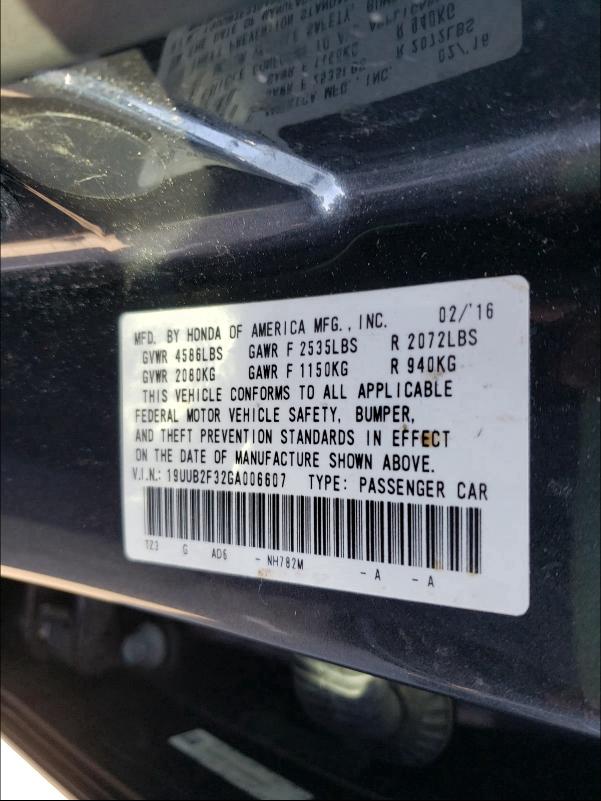 MFD. BY HONDA OF AMERICA MFG., INC. 02/'16
GVWR 4586LBS GAWR F 2535LBS R 2072LBS
GVWR 2080KG GAWR F 1150KG R 940KG
THIS VEHICLE CONFORMS TO ALL APPLICABLE
FEDERAL MOTOR VEHICLE SAFETY, BUMPER,
AND THEFT PREVENTION STANDARDS IN EFFECT
ON THE DATE OF MANUFACTURE SHOWN ABOVE.
V.I.N.: 19UUB2F32GA006607 TYPE: PASSENGER CAR
TZ3 G AD6 - NH782M - A - A